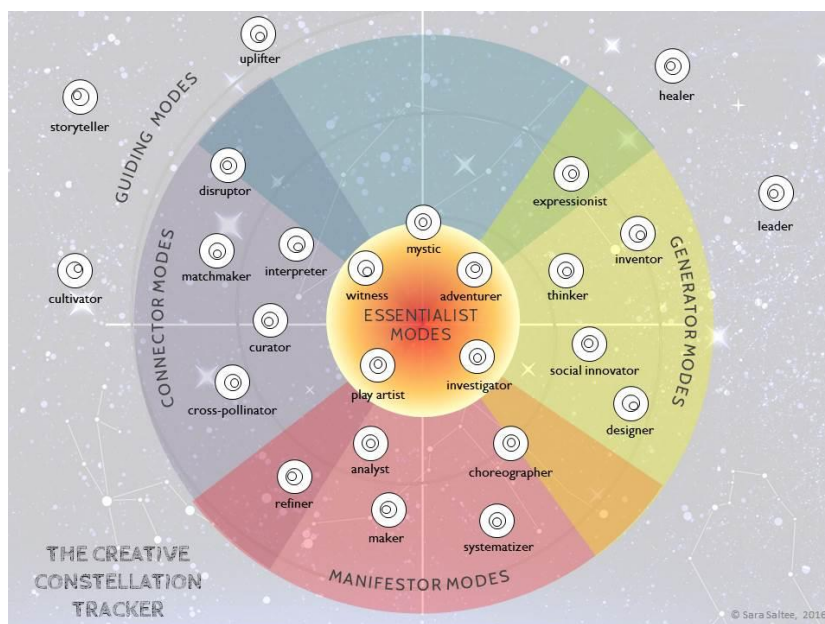 uplifter
storyteller
GUIDING MODES
healer
leader
cultivator
disruptor
expressionist
mystic
matchmaker
interpreter
inventor
witness
adventurer
thinker
CONNECTOR MODES
GENERATOR MODES
ESSENTIALIST
MODES
curator
social innovator
play artist
investigator
cross-pollinator
designer
analyst
choreographer
refiner
maker
systematizer
MANIFESTOR MODES
THE CREATIVE
CONSTELLATION
TRACKER
© Sara Saltee, 2016